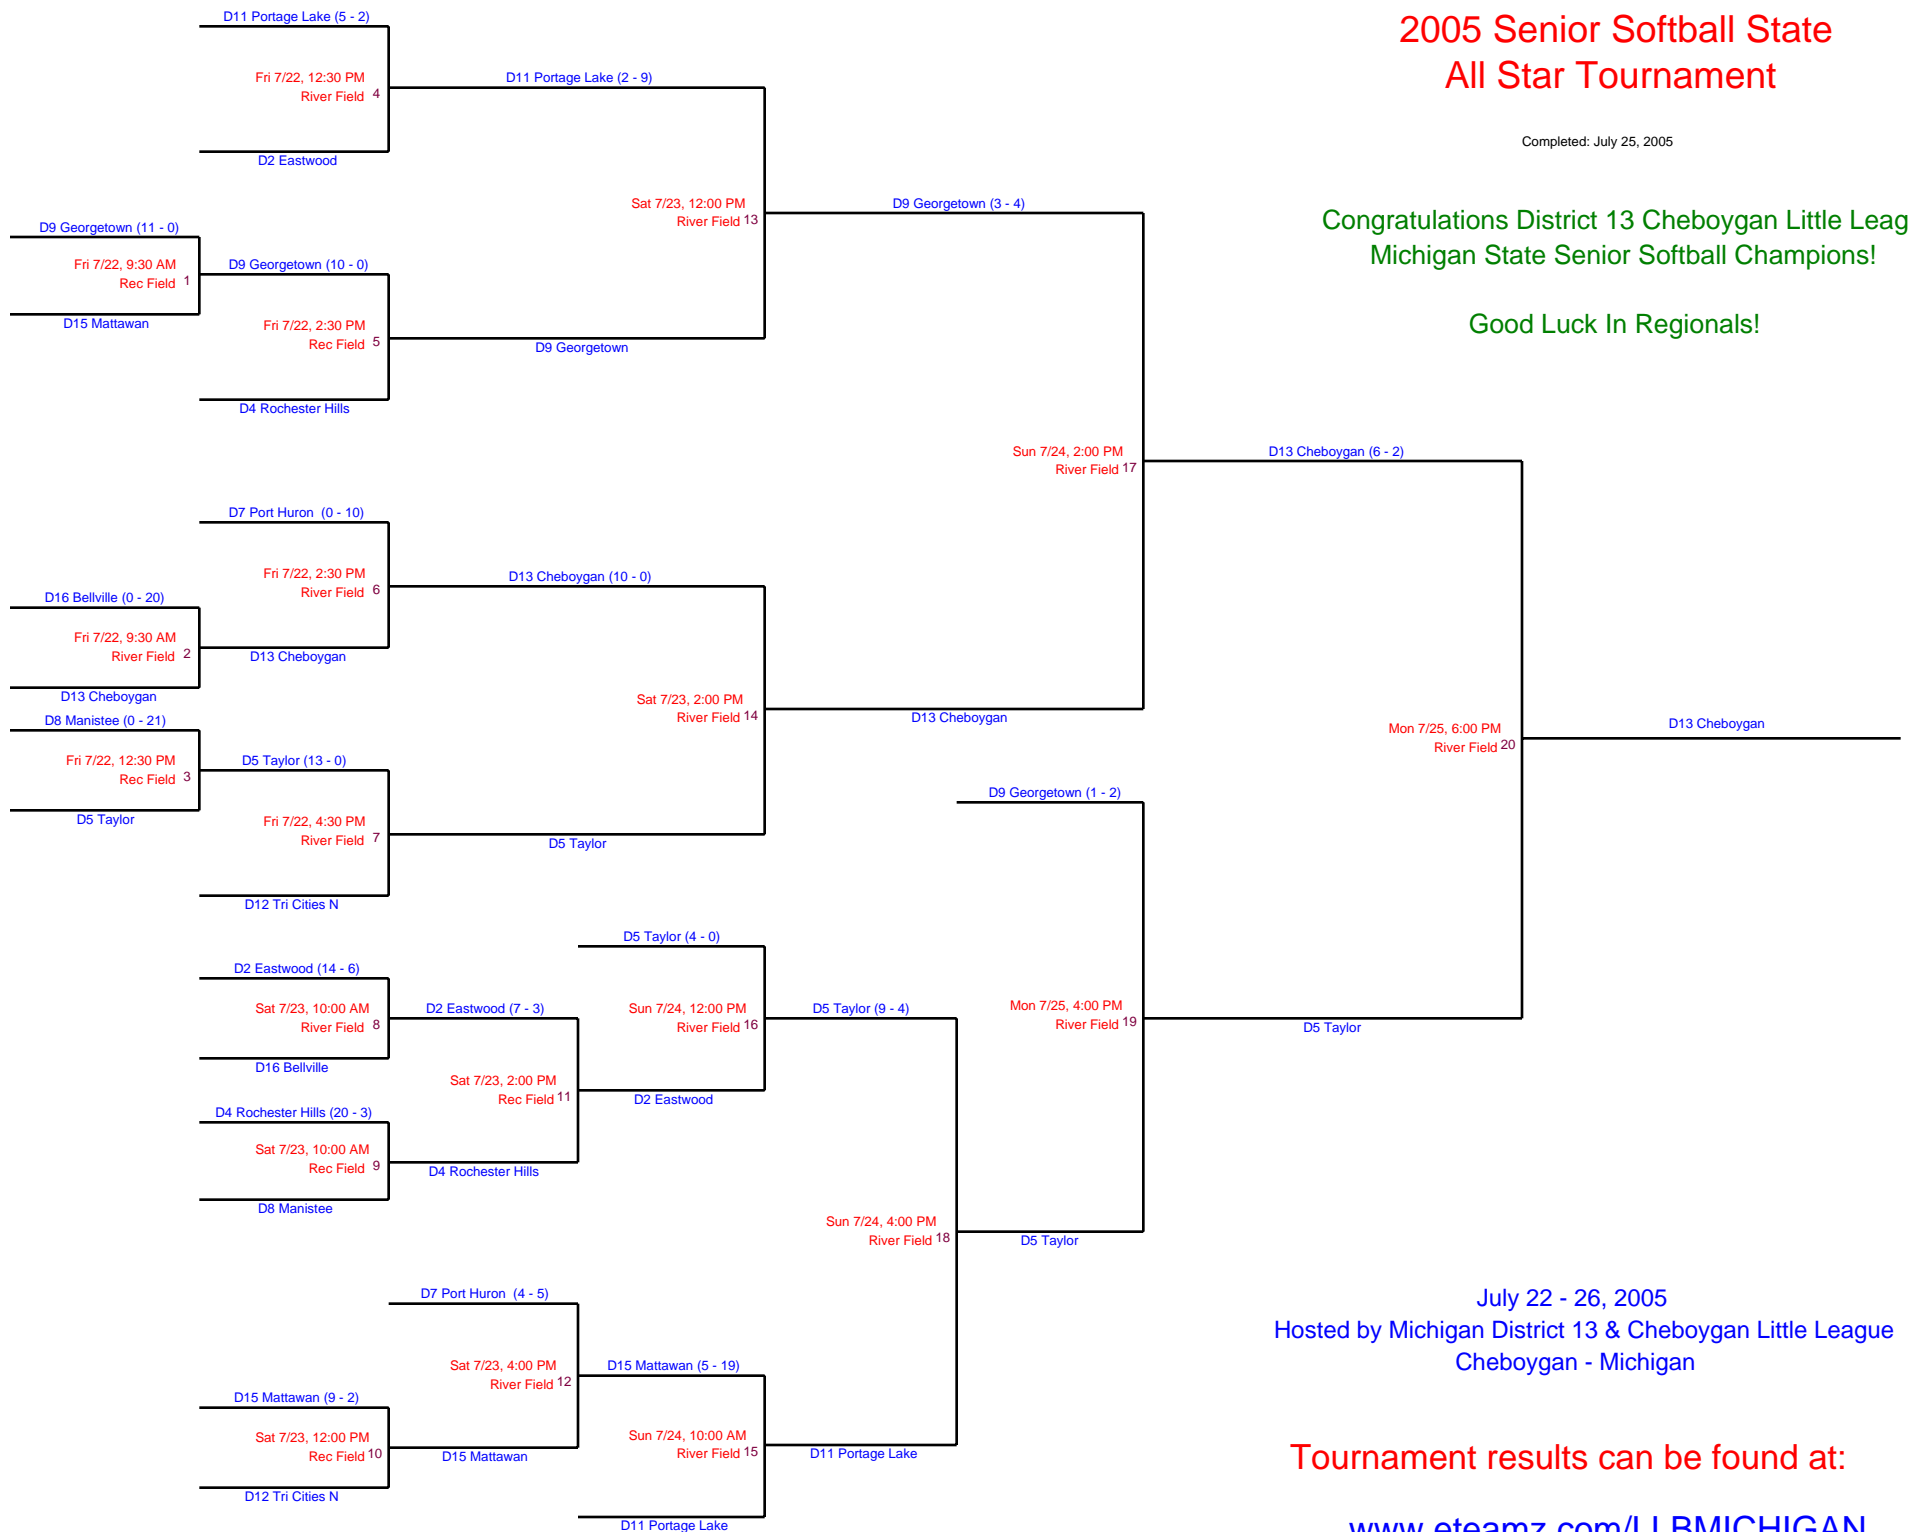 D11 Portage Lake (5 - 2)
2005 Senior Softball State
All Star Tournament
Fri 7/22, 12:30 PM
River Field 4
D11 Portage Lake (2 - 9)
Completed: July 25, 2005
D2 Eastwood
Sat 7/23, 12:00 PM
River Field 13
D9 Georgetown (3 - 4)
Congratulations District 13 Cheboygan Little Leag
Michigan State Senior Softball Champions!
Good Luck In Regionals!
D9 Georgetown (11 - 0)
Fri 7/22, 9:30 AM
Rec Field 1
D9 Georgetown (10 - 0)
D15 Mattawan
Fri 7/22, 2:30 PM
Rec Field 5
D9 Georgetown
D4 Rochester Hills
Sun 7/24, 2:00 PM
River Field 17
D13 Cheboygan (6 - 2)
D7 Port Huron (0 - 10)
Fri 7/22, 2:30 PM
River Field 6
D13 Cheboygan (10 - 0)
D16 Bellville (0 - 20)
Fri 7/22, 9:30 AM
River Field 2
D13 Cheboygan
D13 Cheboygan
D8 Manistee (0 - 21)
Sat 7/23, 2:00 PM
River Field 14
D13 Cheboygan
Mon 7/25, 6:00 PM
River Field 20
D13 Cheboygan
Fri 7/22, 12:30 PM
Rec Field 3
D5 Taylor (13 - 0)
D5 Taylor
Fri 7/22, 4:30 PM
River Field 7
D5 Taylor
D9 Georgetown (1 - 2)
D12 Tri Cities N
D5 Taylor (4 - 0)
D2 Eastwood (14 - 6)
Sat 7/23, 10:00 AM
River Field 8
D2 Eastwood (7 - 3)
Sun 7/24, 12:00 PM
River Field 16
D5 Taylor (9 - 4)
Mon 7/25, 4:00 PM
River Field 19
D5 Taylor
D16 Bellville
Sat 7/23, 2:00 PM
Rec Field 11
D2 Eastwood
D4 Rochester Hills (20 - 3)
Sat 7/23, 10:00 AM
Rec Field 9
D4 Rochester Hills
D8 Manistee
Sun 7/24, 4:00 PM
River Field 18
D5 Taylor
D7 Port Huron (4 - 5)
July 22 - 26, 2005
Hosted by Michigan District 13 & Cheboygan Little League
Cheboygan - Michigan
Sat 7/23, 4:00 PM
River Field 12
D15 Mattawan (5 - 19)
D15 Mattawan (9 - 2)
Sat 7/23, 12:00 PM
Rec Field 10
D15 Mattawan
Sun 7/24, 10:00 AM
River Field 15
D11 Portage Lake
Tournament results can be found at:
D12 Tri Cities N
D11 Portage Lake
www.eteamz.com/LLBMICHIGAN